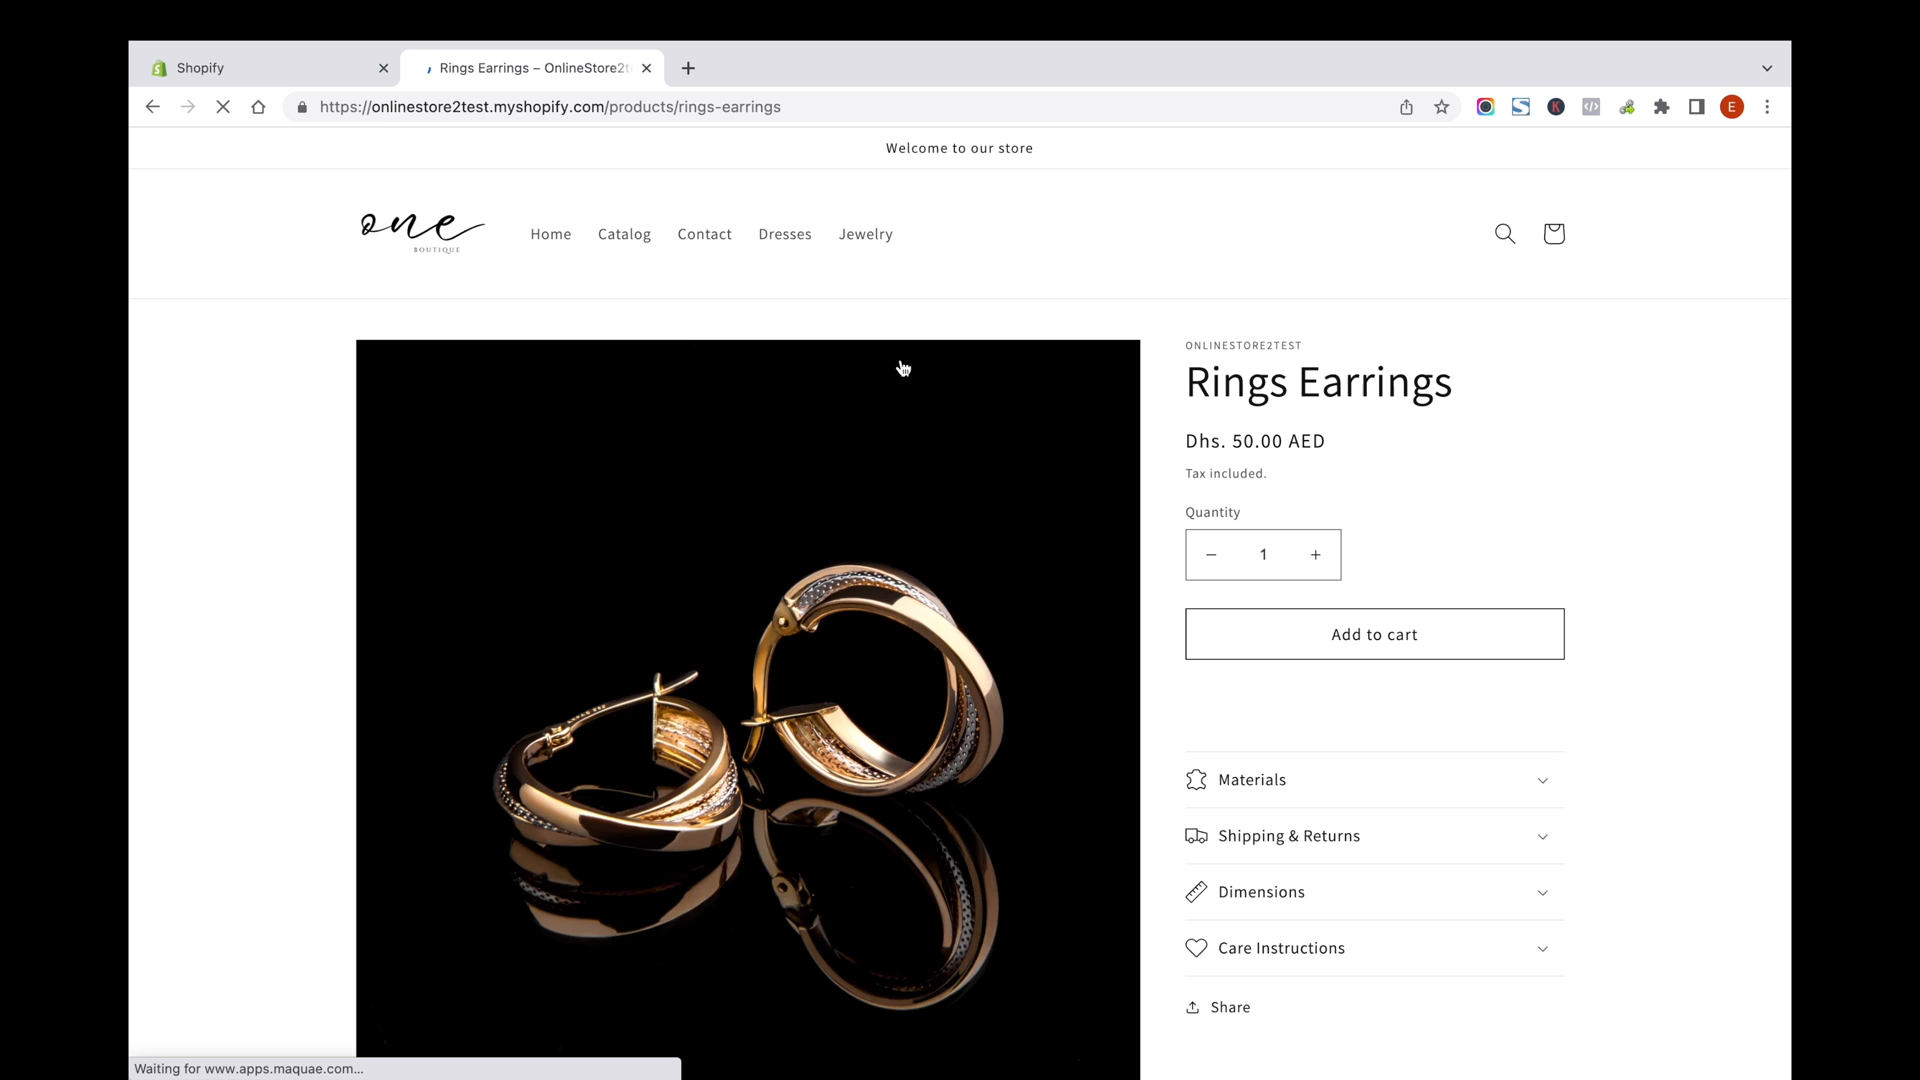 Shopify
Rings Earrings – OnlineStore2t
https://onlinestore2test.myshopify.com/products/rings-earrings
E
Welcome to our store
one
BOUTIQUE
Home Catalog Contact Dresses Jewelry
ONLINESTORE2TEST
Rings Earrings
Dhs. 50.00 AED
Tax included.
Quantity
− 1 +
Add to cart
Materials
Shipping & Returns
Dimensions
Care Instructions
Share
Waiting for www.apps.maquae.com...